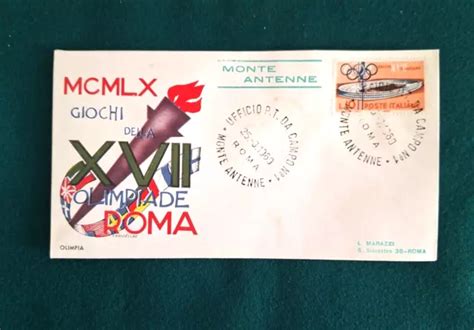 MCMLX
GIOCHI
DELLA
XVII
OLIMPIADE
ROMA
OLIMPIA
MONTE
ANTENNE
POSTE ITALIANE
UFFICIO P.T. DA CAMPO Nº1
ROMA
MONTE ANTENNE
L. MARAZZI
ROMA